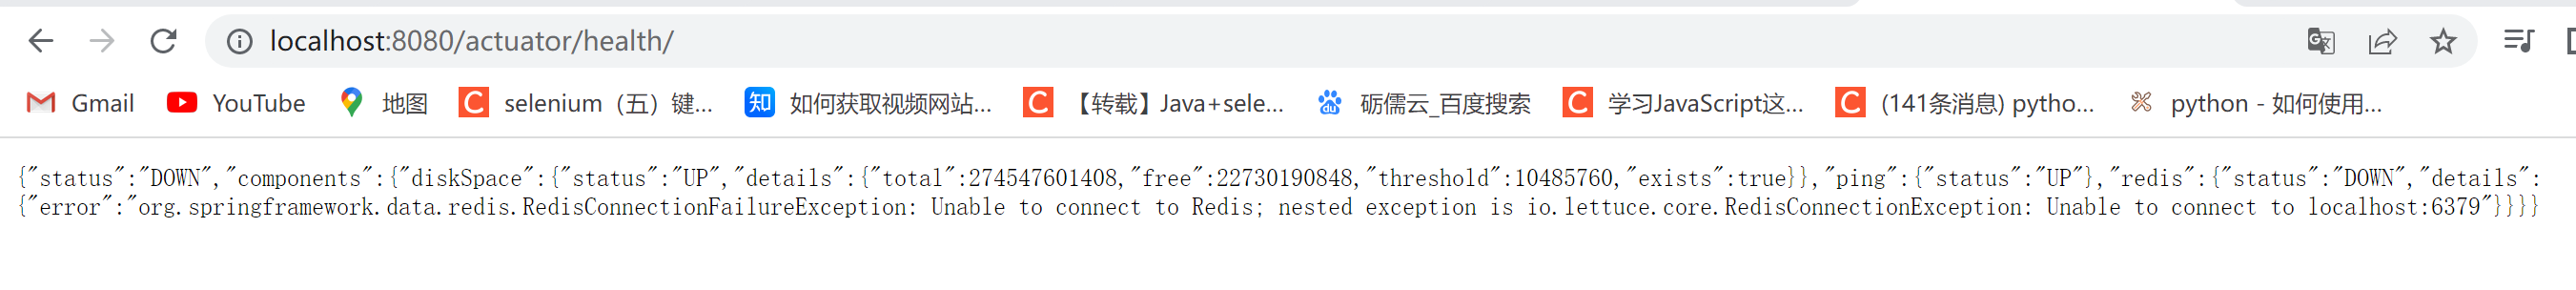 localhost:8080/actuator/health/
Gmail YouTube 地图 selenium（五）键... 知 如何获取视频网站... 【转载】Java+sele... du 砺儒云_百度搜索 学习JavaScript这... (141条消息) pytho... python - 如何使用...
{"status":"DOWN","components":{"diskSpace":{"status":"UP","details":{"total":274547601408,"free":22730190848,"threshold":10485760,"exists":true}},"ping":{"status":"UP"},"redis":{"status":"DOWN","details":
{"error":"org.springframework.data.redis.RedisConnectionFailureException: Unable to connect to Redis; nested exception is io.lettuce.core.RedisConnectionException: Unable to connect to localhost:6379"}}}}